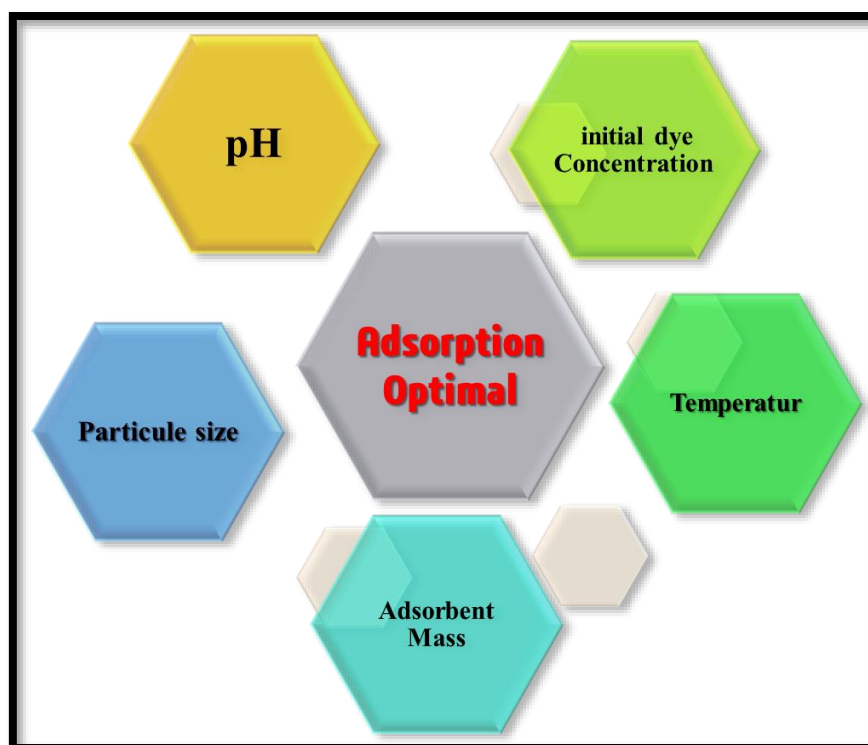 pH
initial dye
Concentration
Adsorption
Optimal
Temperatur
Particule size
Adsorbent
Mass